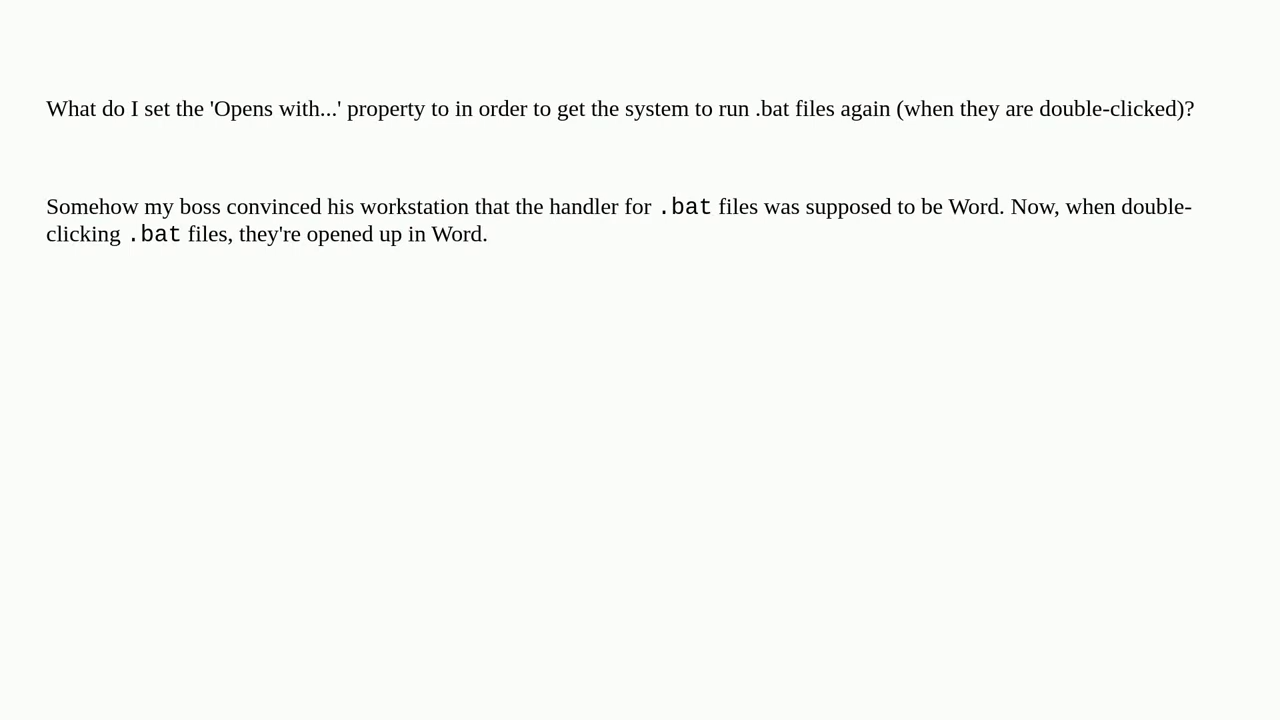 What do I set the 'Opens with...' property to in order to get the system to run .bat files again (when they are double-clicked)?
Somehow my boss convinced his workstation that the handler for .bat files was supposed to be Word. Now, when double-
clicking .bat files, they're opened up in Word.